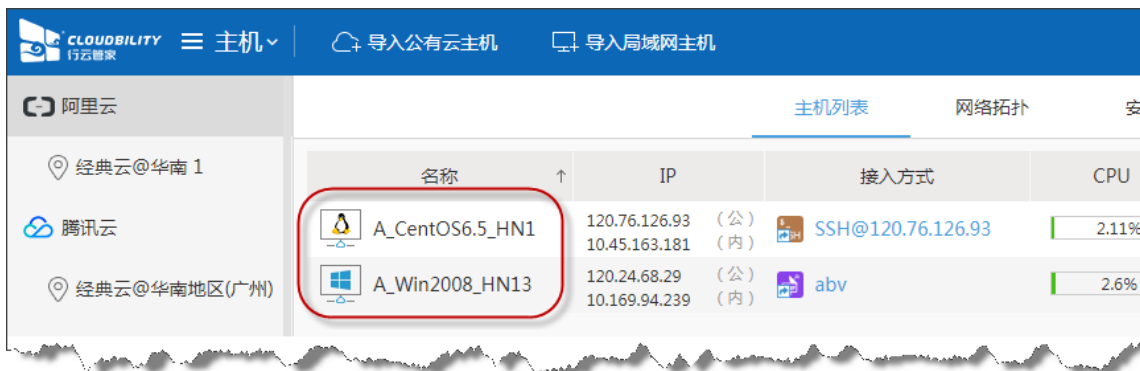 CLOUDBILITY
行云管家
主机
导入公有云主机
导入局域网主机
阿里云
经典云@华南 1
腾讯云
经典云@华南地区(广州)
主机列表
网络拓扑
安
名称 ↑ IP 接入方式 CPU
A_CentOS6.5_HN1
120.76.126.93 （公）
10.45.163.181 （内）
SSH@120.76.126.93
2.11%
A_Win2008_HN13
120.24.68.29 （公）
10.169.94.239 （内）
abv
2.6%